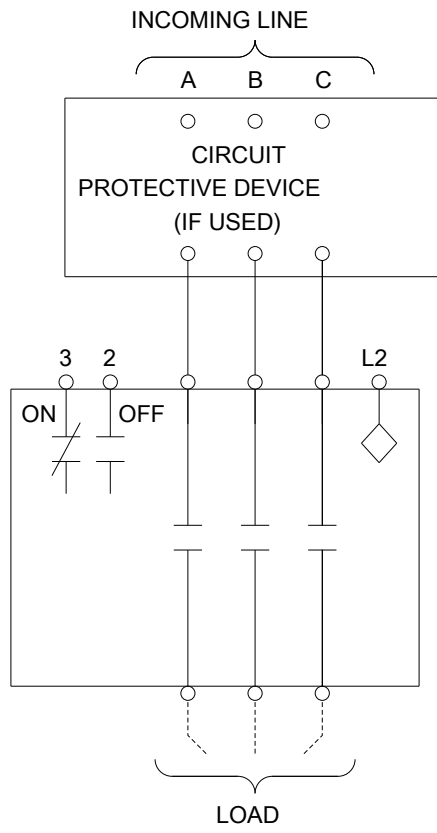 INCOMING LINE
A B C
CIRCUIT
PROTECTIVE DEVICE
(IF USED)
3 2 L2
ON OFF
LOAD